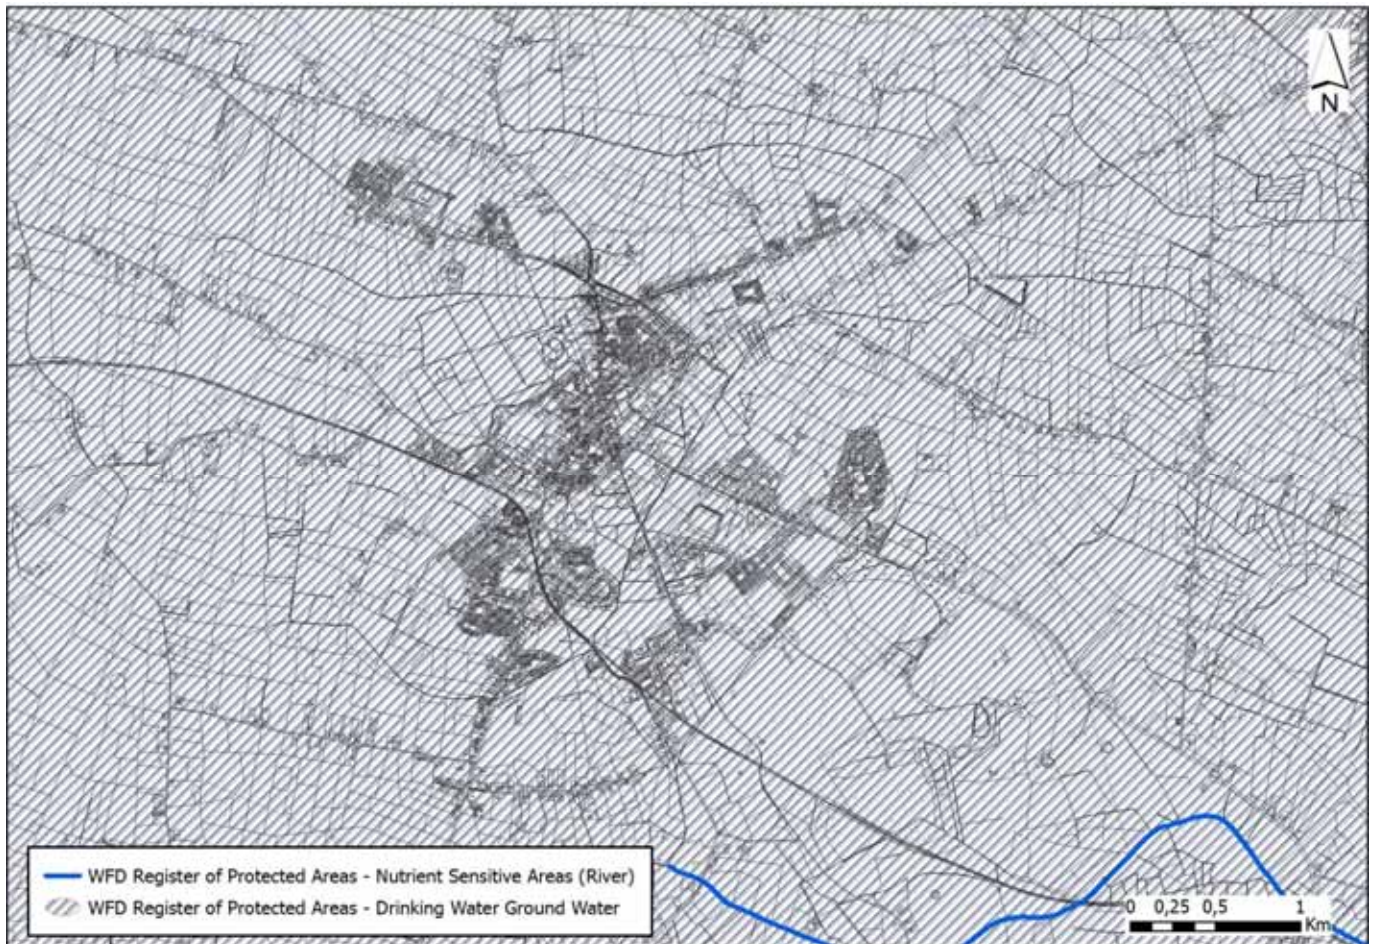 N
WFD Register of Protected Areas - Nutrient Sensitive Areas (River)
WFD Register of Protected Areas - Drinking Water Ground Water
0 0,25 0,5 1
Km